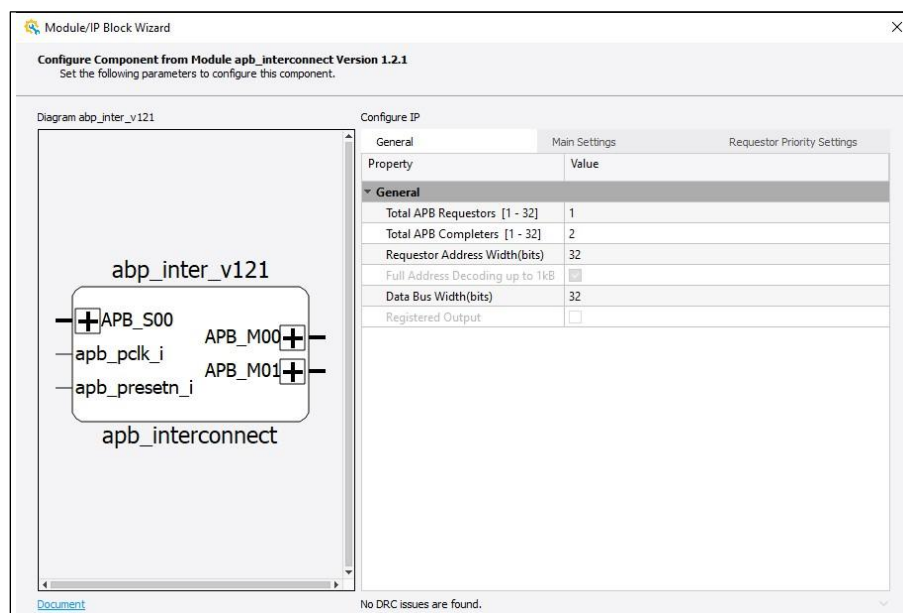 Module/IP Block Wizard
Configure Component from Module apb_interconnect Version 1.2.1
Set the following parameters to configure this component.
Diagram abp_inter_v121
abp_inter_v121
APB_S00
APB_M00
apb_pclk_i
APB_M01
apb_presetn_i
apb_interconnect
Document
Configure IP
General Main Settings Requestor Priority Settings
Property Value
General
Total APB Requestors [1 - 32] 1
Total APB Completers [1 - 32] 2
Requestor Address Width(bits) 32
Full Address Decoding up to 1kB
Data Bus Width(bits) 32
Registered Output
No DRC issues are found.